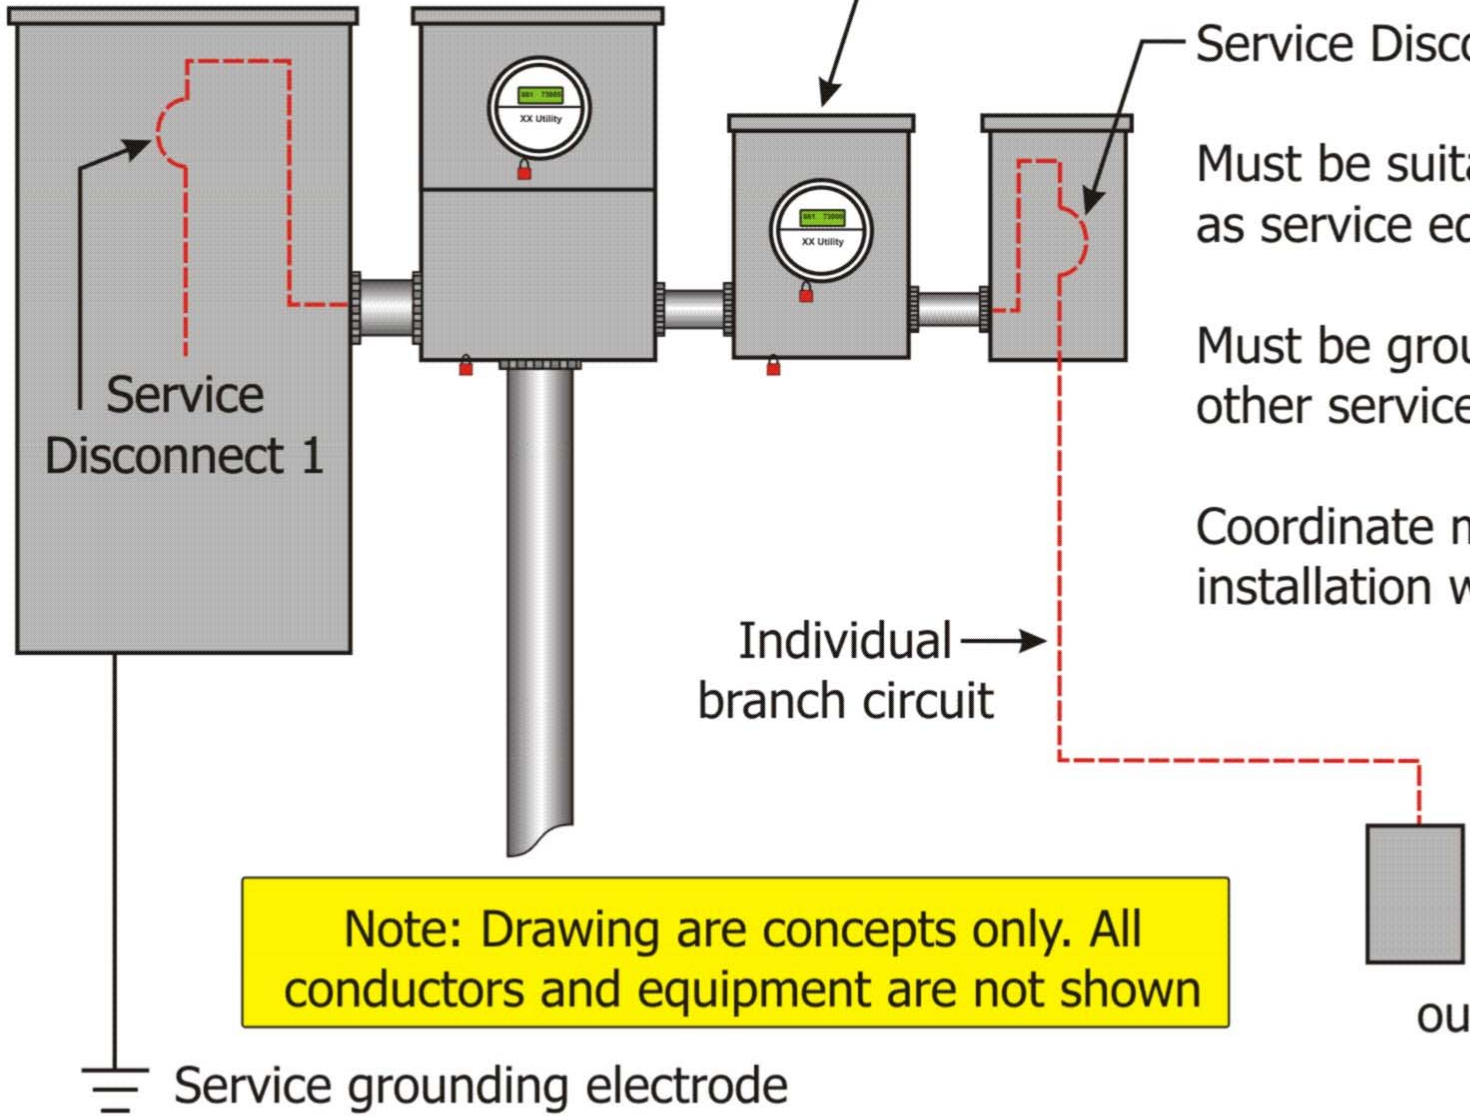 Service Disco
XX Utility
XX Utility
Must be suita
as service eq
Must be grou
other service
Service
Disconnect 1
Coordinate m
installation w
Individual
branch circuit
Note: Drawing are concepts only. All
conductors and equipment are not shown
ou
Service grounding electrode